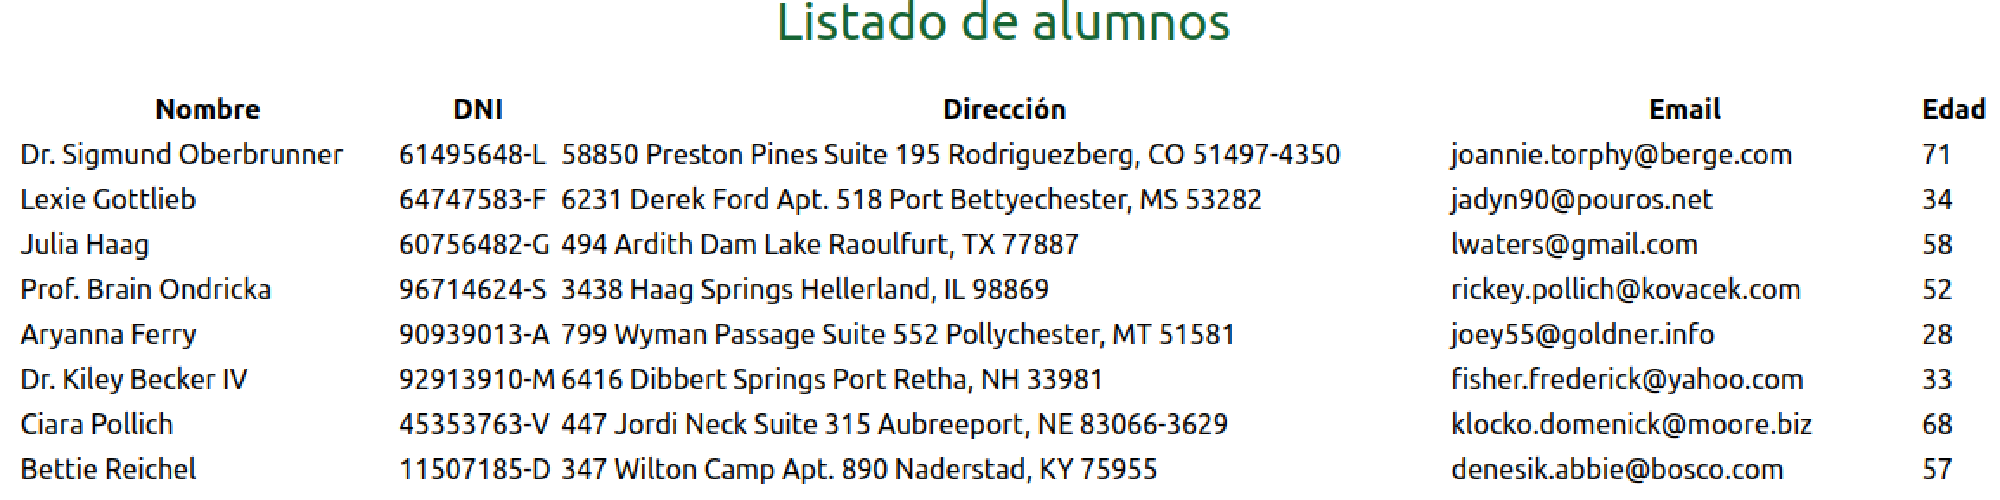 Listado de alumnos
Nombre DNI Dirección Email Edad
Dr. Sigmund Oberbrunner 61495648-L 58850 Preston Pines Suite 195 Rodriguezberg, CO 51497-4350 joannie.torphy@berge.com 71
Lexie Gottlieb 64747583-F 6231 Derek Ford Apt. 518 Port Bettyechester, MS 53282 jadyn90@pouros.net 34
Julia Haag 60756482-G 494 Ardith Dam Lake Raoulfurt, TX 77887 lwaters@gmail.com 58
Prof. Brain Ondricka 96714624-S 3438 Haag Springs Hellerland, IL 98869 rickey.pollich@kovacek.com 52
Aryanna Ferry 90939013-A 799 Wyman Passage Suite 552 Pollychester, MT 51581 joey55@goldner.info 28
Dr. Kiley Becker IV 92913910-M 6416 Dibbert Springs Port Retha, NH 33981 fisher.frederick@yahoo.com 33
Ciara Pollich 45353763-V 447 Jordi Neck Suite 315 Aubreeport, NE 83066-3629 klocko.domenick@moore.biz 68
Bettie Reichel 11507185-D 347 Wilton Camp Apt. 890 Naderstad, KY 75955 denesik.abbie@bosco.com 57